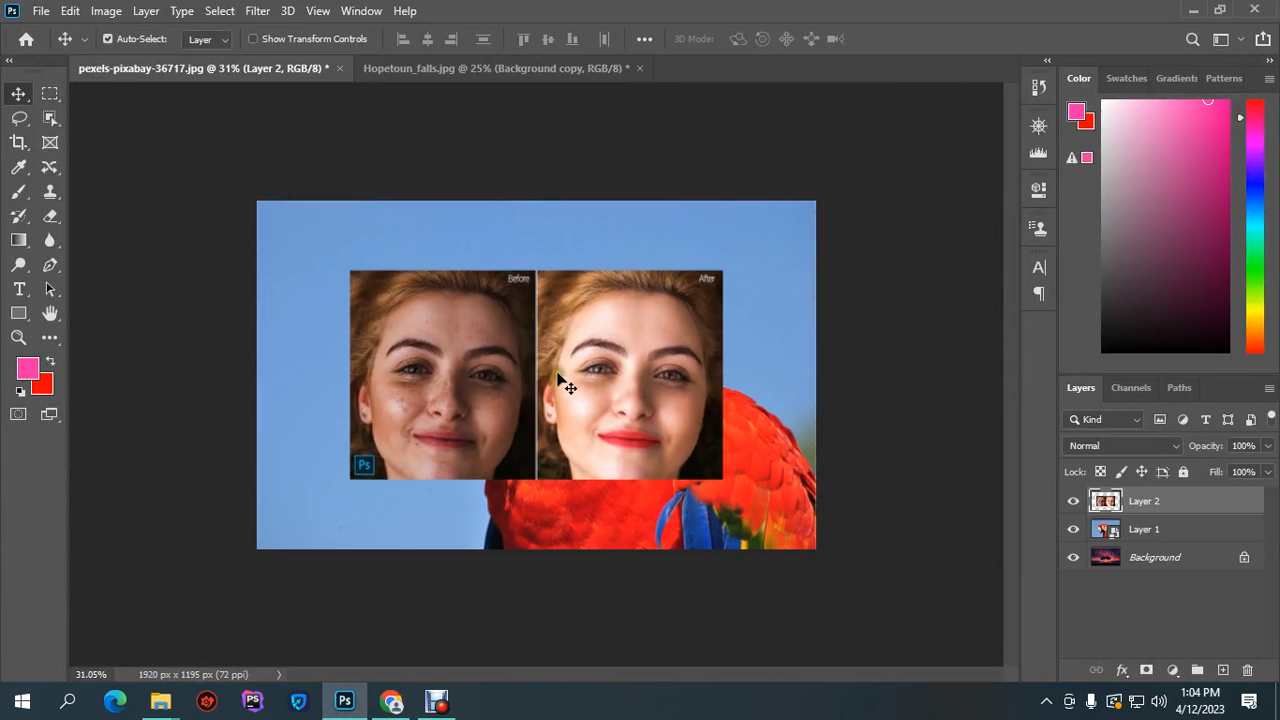 Ps File Edit Image Layer Type Select Filter 3D View Window Help
Auto-Select: Layer Show Transform Controls 3D Mode:
pexels-pixabay-36717.jpg @ 31% (Layer 2, RGB/8) * Hopetoun_falls.jpg @ 25% (Background copy, RGB/8) *
Color Swatches Gradients Patterns
Before After
Ps
Layers Channels Paths
Kind
Normal Opacity: 100%
Lock: Fill: 100%
Layer 2
Layer 1
Background
31.05% 1920 px x 1195 px (72 ppi)
PS Ps 1:04 PM
4/12/2023